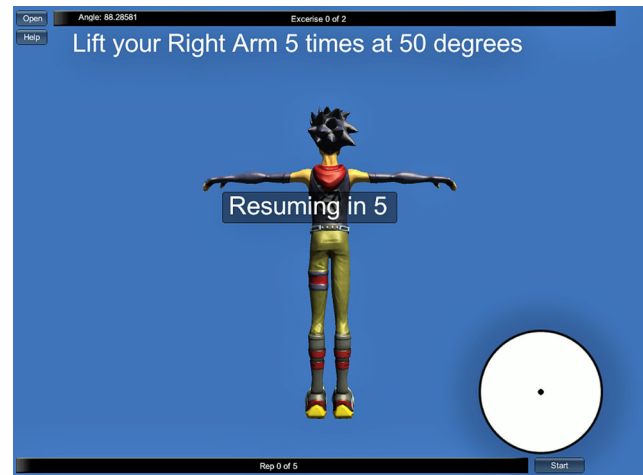 Open
Angle: 88.28581
Excerise 0 of 2
Help
Lift your Right Arm 5 times at 50 degrees
Resuming in 5
Rep 0 of 5
Start